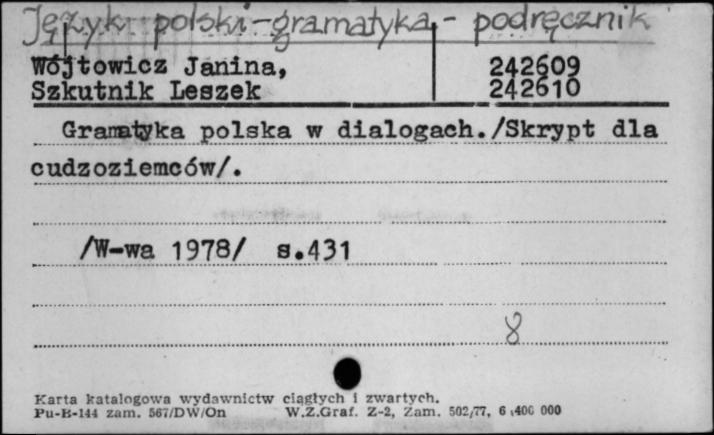 Język polski - gramatyka - podręcznik
Wójtowicz Janina, 242609
Szkutnik Leszek 242610
Gramatyka polska w dialogach./Skrypt dla
cudzoziemców/.
/W-wa 1978/ s.431
8
Karta katalogowa wydawnictw ciągłych i zwartych.
Pu-K-144 zam. 567/DW/On W.Z.Graf. Z-2, Zam. 502/77, 6 400 000